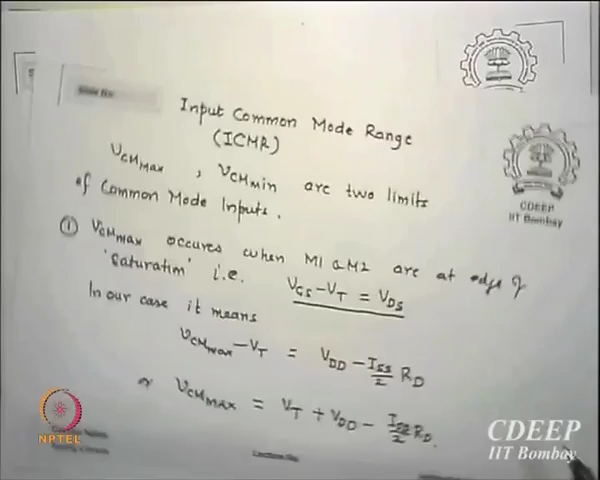 Input Common Mode Range
(ICMR)
VCMmax , VCMmin are two limits
of Common Mode Inputs.
① VCMmax occures when M1 & M2 are at edge of
'Saturation' i.e. VGS – VT = VDS
In our case it means
VCMmax – VT = VDD – ISS/2 RD
or VCMmax = VT + VDD – ISS/2 RD.
CDEEP
IIT Bombay
NPTEL
CDEEP
IIT Bombay